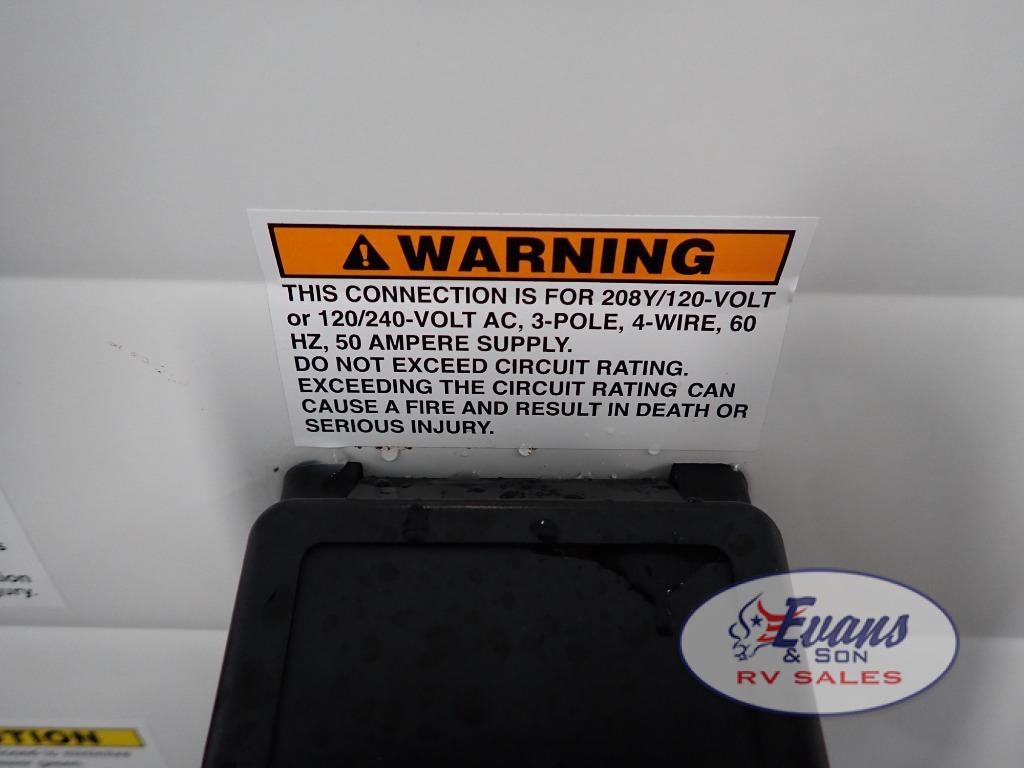 WARNING
THIS CONNECTION IS FOR 208Y/120-VOLT
or 120/240-VOLT AC, 3-POLE, 4-WIRE, 60
HZ, 50 AMPERE SUPPLY.
DO NOT EXCEED CIRCUIT RATING.
EXCEEDING THE CIRCUIT RATING CAN
CAUSE A FIRE AND RESULT IN DEATH OR
SERIOUS INJURY.
Evans
& SON
RV SALES